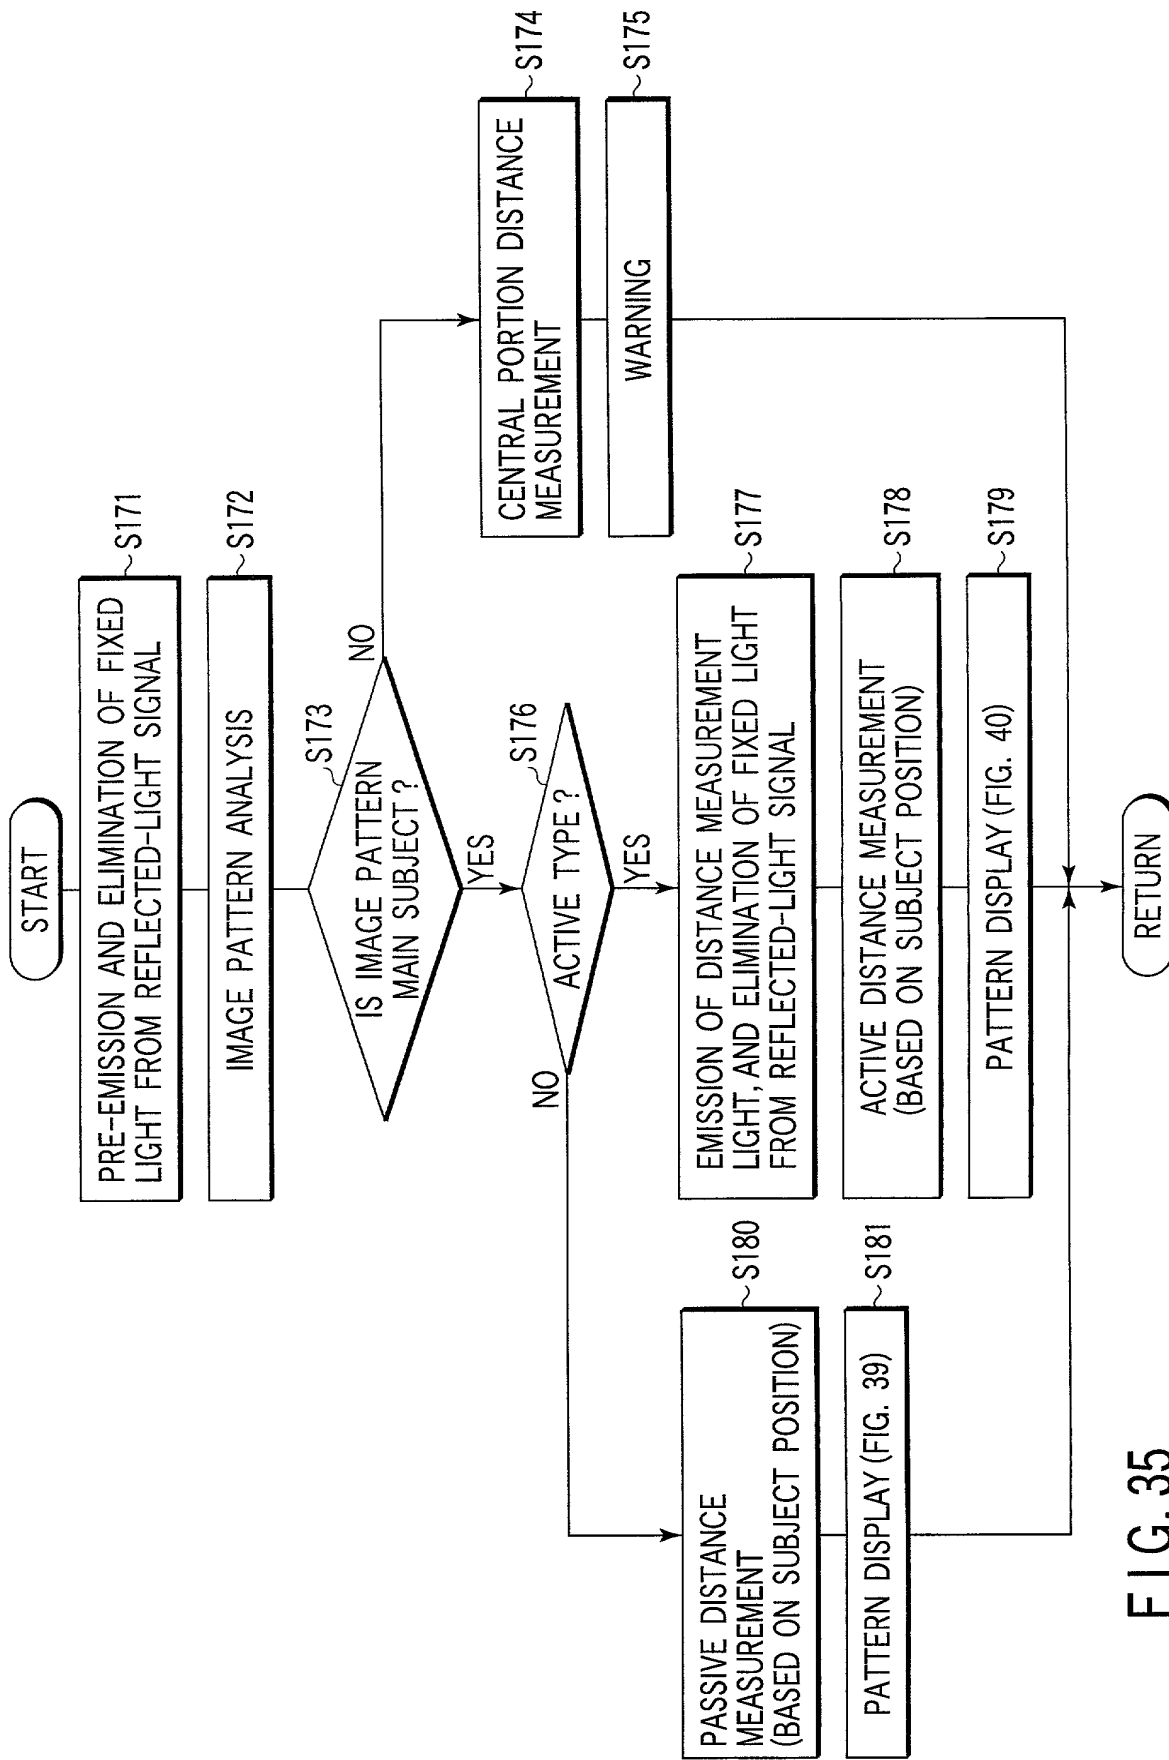 START
PRE-EMISSION AND ELIMINATION OF FIXED
LIGHT FROM REFLECTED-LIGHT SIGNAL
S171
IMAGE PATTERN ANALYSIS
S172
IS IMAGE PATTERN
MAIN SUBJECT?
S173
NO
YES
CENTRAL PORTION DISTANCE
MEASUREMENT
S174
WARNING
S175
ACTIVE TYPE?
S176
NO
YES
EMISSION OF DISTANCE MEASUREMENT
LIGHT, AND ELIMINATION OF FIXED LIGHT
FROM REFLECTED-LIGHT SIGNAL
S177
ACTIVE DISTANCE MEASUREMENT
(BASED ON SUBJECT POSITION)
S178
PATTERN DISPLAY (FIG. 40)
S179
PASSIVE DISTANCE
MEASUREMENT
(BASED ON SUBJECT POSITION)
S180
PATTERN DISPLAY (FIG. 39)
S181
RETURN
FIG. 35